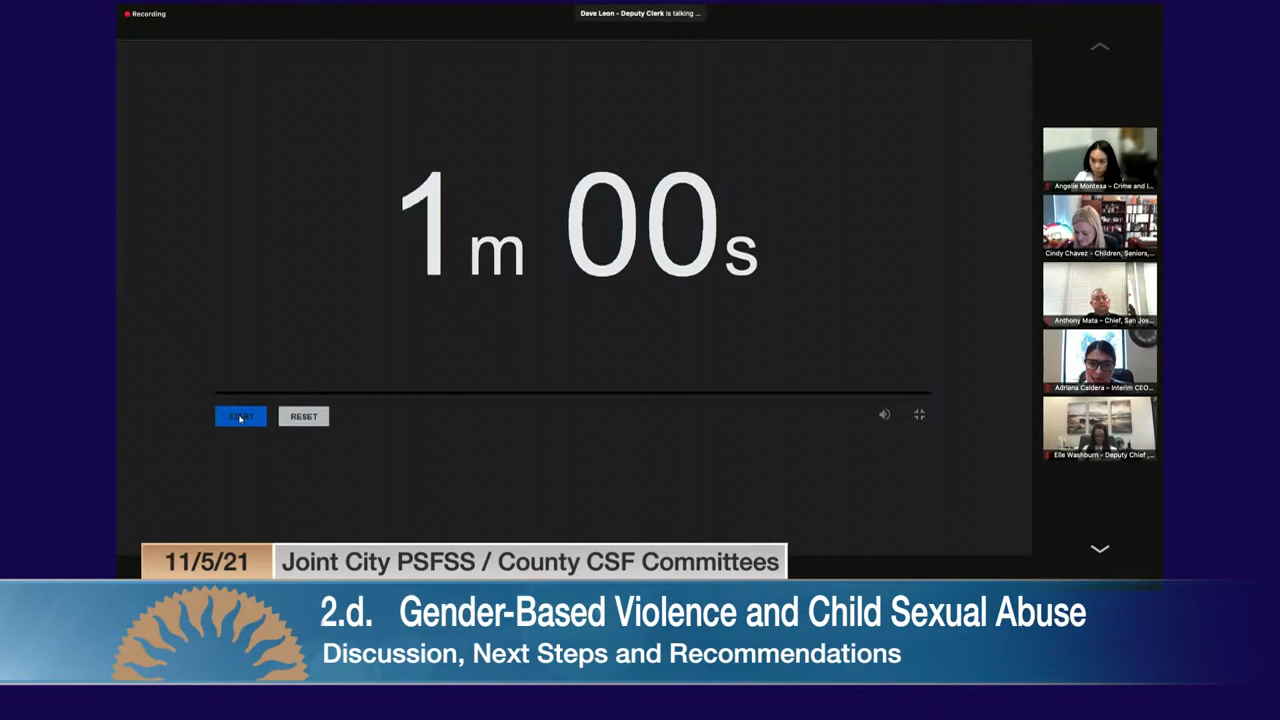 Recording
Dave Leon - Deputy Clerk is talking ...
1m 00s
START RESET
Angelie Montesa – Crime and I...
Cindy Chavez – Children, Seniors,...
Anthony Mata – Chief, San Jos...
Adriana Caldera – Interim CEO...
Elle Washburn - Deputy Chief ,...
11/5/21 Joint City PSFSS / County CSF Committees
2.d. Gender-Based Violence and Child Sexual Abuse
Discussion, Next Steps and Recommendations